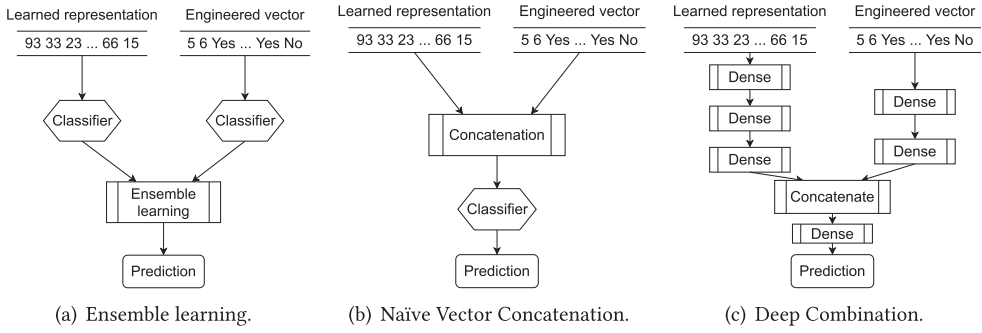 Learned representation
93 33 23 ... 66 15
Engineered vector
5 6 Yes ... Yes No
Classifier
Classifier
Ensemble
learning
Prediction
(a) Ensemble learning.
Learned representation
93 33 23 ... 66 15
Engineered vector
5 6 Yes ... Yes No
Concatenation
Classifier
Prediction
(b) Naïve Vector Concatenation.
Learned representation
93 33 23 ... 66 15
Engineered vector
5 6 Yes ... Yes No
Dense
Dense
Dense
Dense
Dense
Concatenate
Dense
Prediction
(c) Deep Combination.